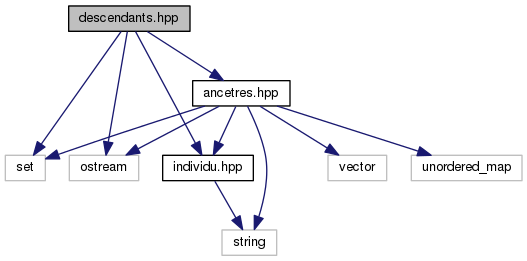 descendants.hpp
ancetres.hpp
set
ostream
individu.hpp
vector
unordered_map
string